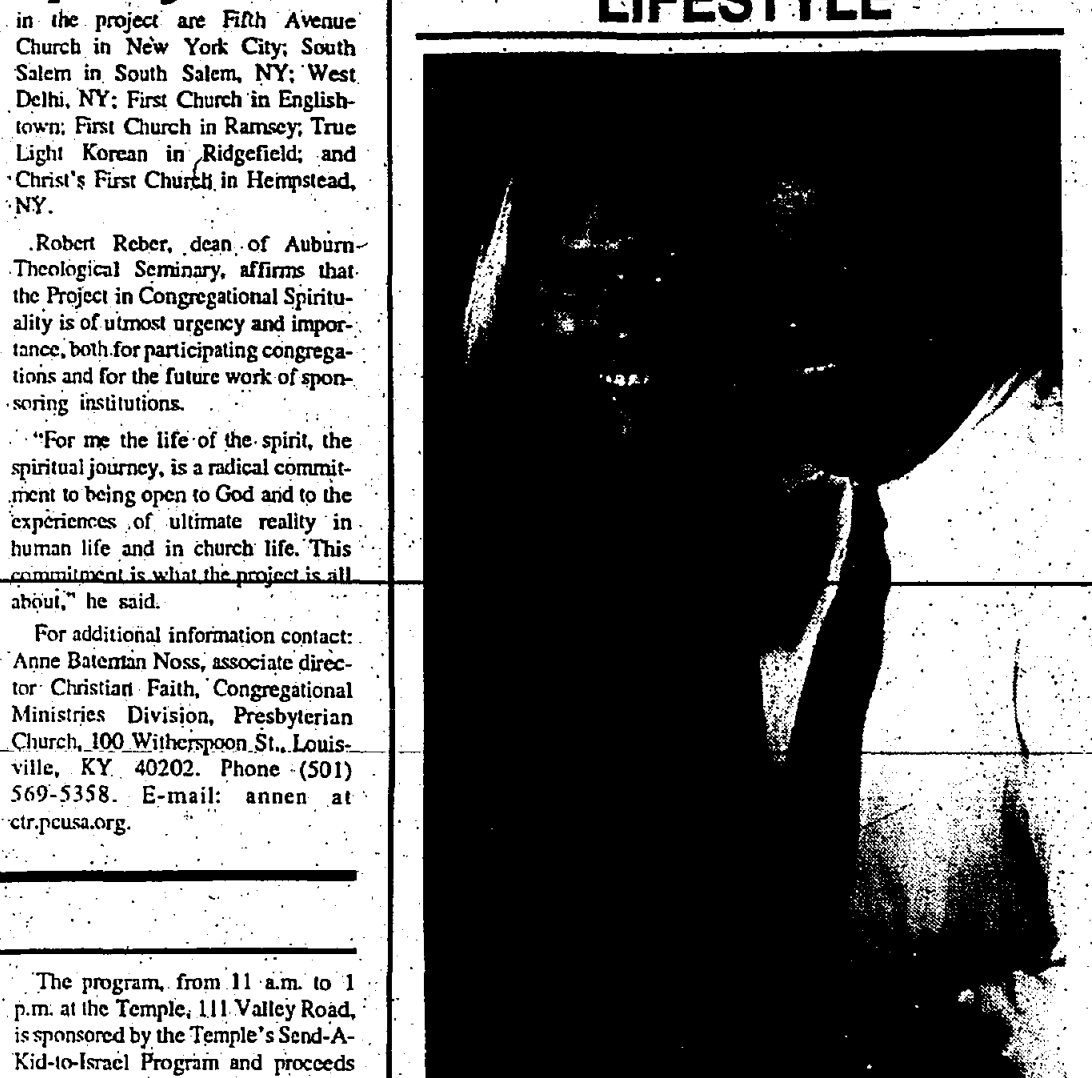 in the project are Fifth Avenue
Church in New York City; South
Salem in South Salem, NY; West
Delhi, NY; First Church in English-
town; First Church in Ramsey; True
Light Korean in Ridgefield; and
Christ's First Church in Hempstead,
NY.
Robert Reber, dean of Auburn
Theological Seminary, affirms that
the Project in Congregational Spiritu-
ality is of utmost urgency and impor-
tance, both for participating congrega-
tions and for the future work of spon-
soring institutions.
"For me the life of the spirit, the
spiritual journey, is a radical commit-
ment to being open to God and to the
experiences of ultimate reality in
human life and in church life. This
commitment is what the project is all
about," he said.
For additional information contact:
Anne Bateman Noss, associate direc-
tor Christian Faith, Congregational
Ministries Division, Presbyterian
Church, 100 Witherspoon St., Louis-
ville, KY 40202. Phone (501)
569-5358. E-mail: annen at
ctr.pcusa.org.
The program, from 11 a.m. to 1
p.m. at the Temple, 111 Valley Road,
is sponsored by the Temple's Send-A-
Kid-to-Israel Program and proceeds
LIFESTYLE